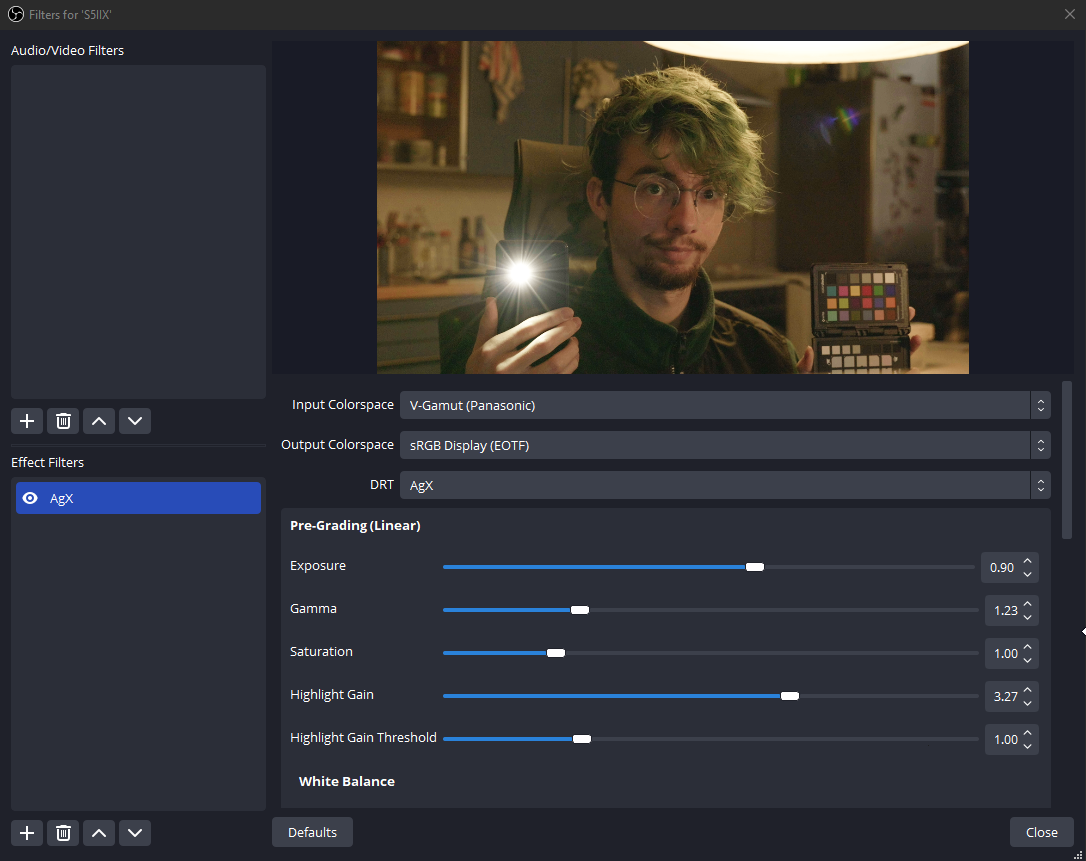 Filters for 'S5IIX'
Audio/Video Filters
Input Colorspace V-Gamut (Panasonic)
Output Colorspace sRGB Display (EOTF)
Effect Filters
DRT AgX
AgX
Pre-Grading (Linear)
Exposure 0.90
Gamma 1.23
Saturation 1.00
Highlight Gain 3.27
Highlight Gain Threshold 1.00
White Balance
Defaults Close